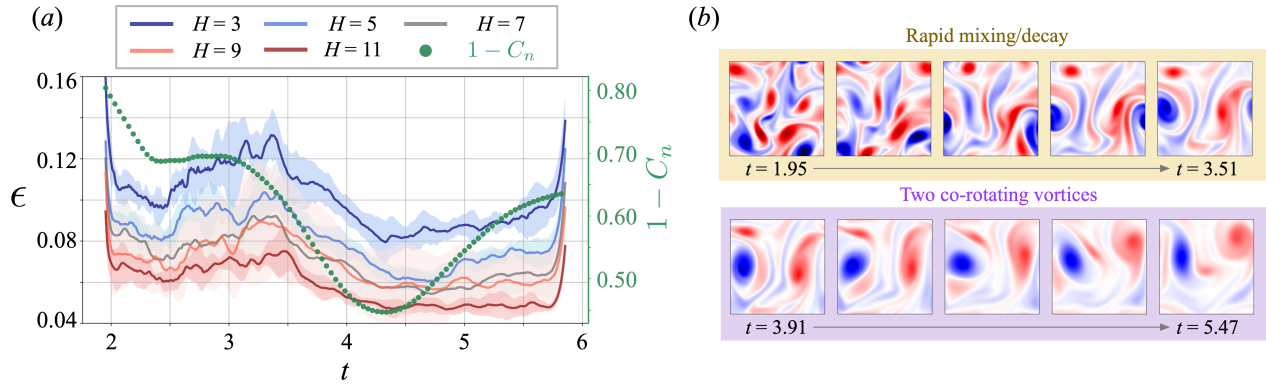 (a)
H = 3
H = 5
H = 7
H = 9
H = 11
1 − Cₙ
0.16
0.12
0.08
0.04
ϵ
2
3
4
5
6
t
0.80
0.70
0.60
0.50
1 − Cₙ
(b)
Rapid mixing/decay
t = 1.95
t = 3.51
Two co-rotating vortices
t = 3.91
t = 5.47